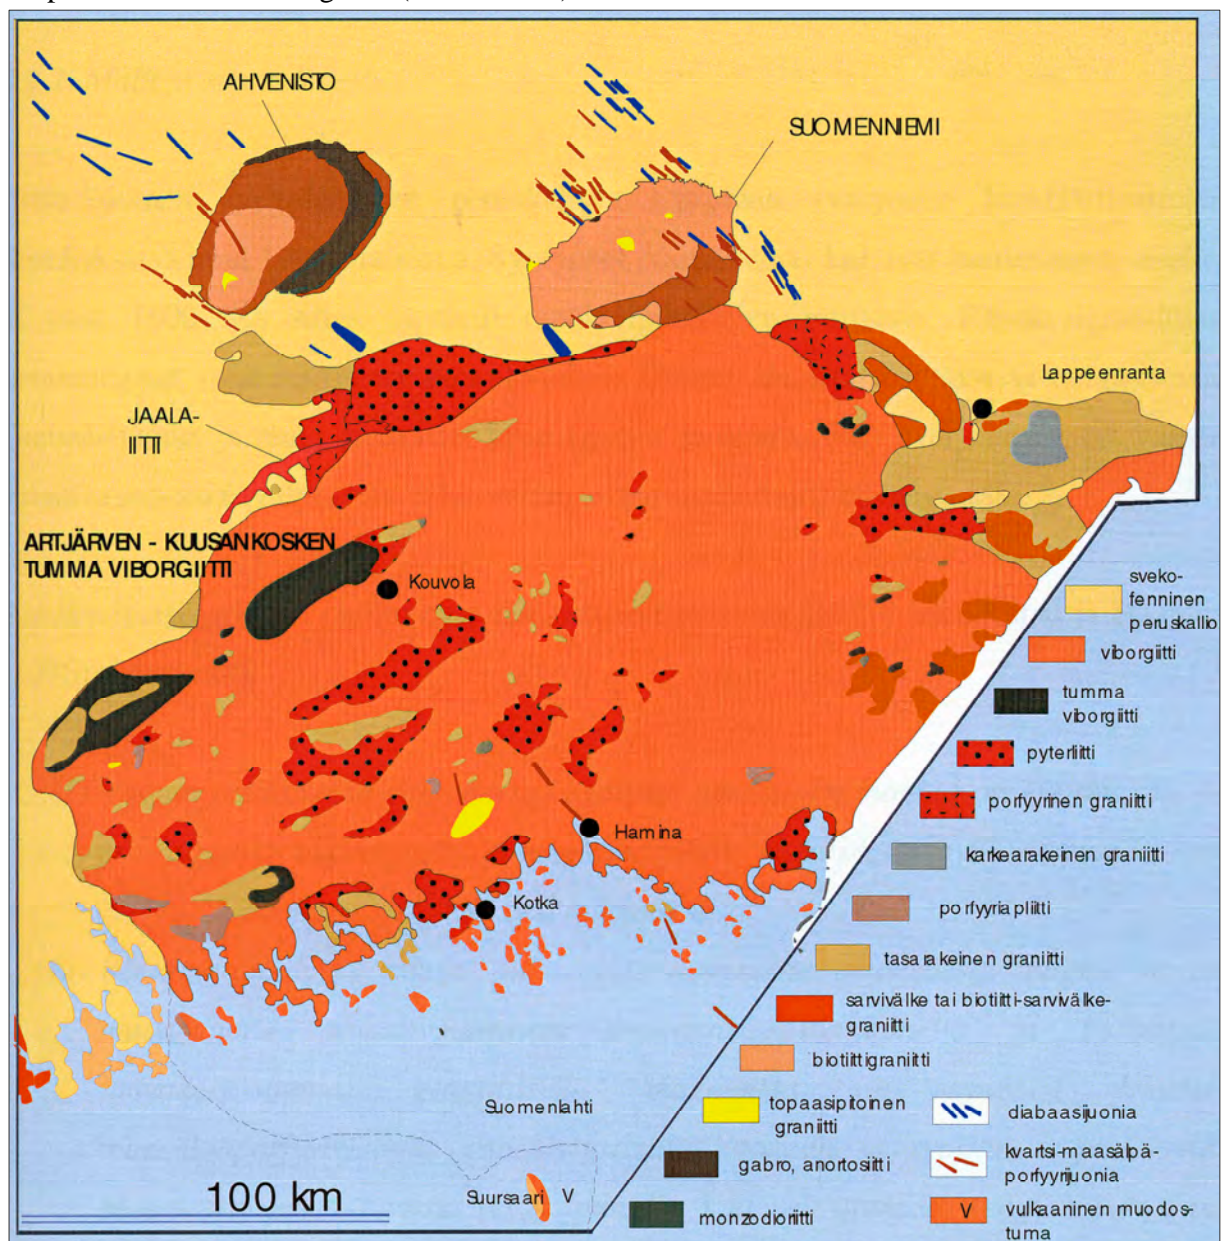 AHVENISTO
SUOMENNIEMI
Lappeenranta
JAALA-
IITTI
ARTJÄRVEN - KUUSANKOSKEN
TUMMA VIBORGIITTI
Kouvola
Hamina
Kotka
Suomenlahti
Suursaari V
100 km
sveko-
fenninen
peruskallio
viborgiitti
tumma
viborgiitti
pyterliitti
porfyyrinen graniitti
karkearakeinen graniitti
porfyyriapliitti
tasarakeinen graniitti
sarvivälke tai biotiitti-sarvivälke-
graniitti
biotiittigraniitti
topaasipitoinen
graniitti
gabro, anortosiitti
monzodioriitti
diabaasijuonia
kvartsi-maasälpä-
porfyyrijuonia
V
vulkaaninen muodos-
tuma